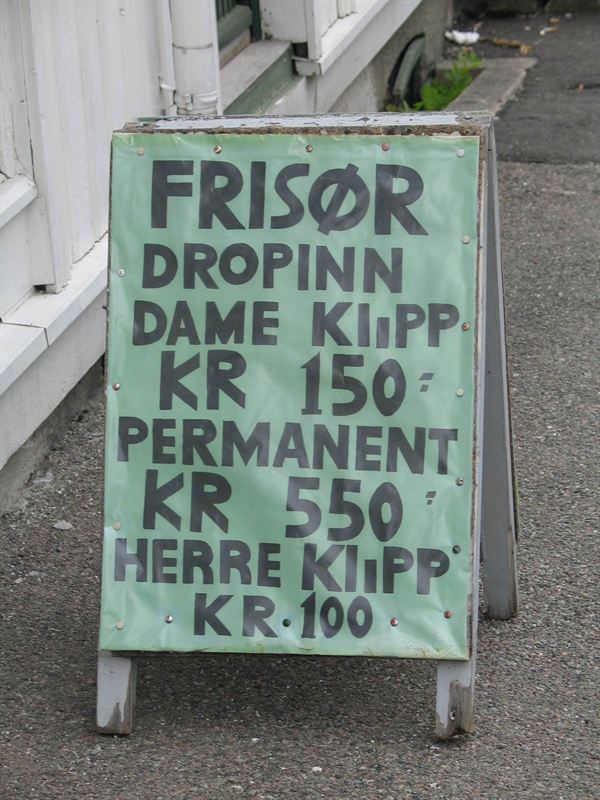 FRISØR
DROPINN
DAME KLIPP
KR 150:-
PERMANENT
KR 550:-
HERRE KLIPP
KR 100